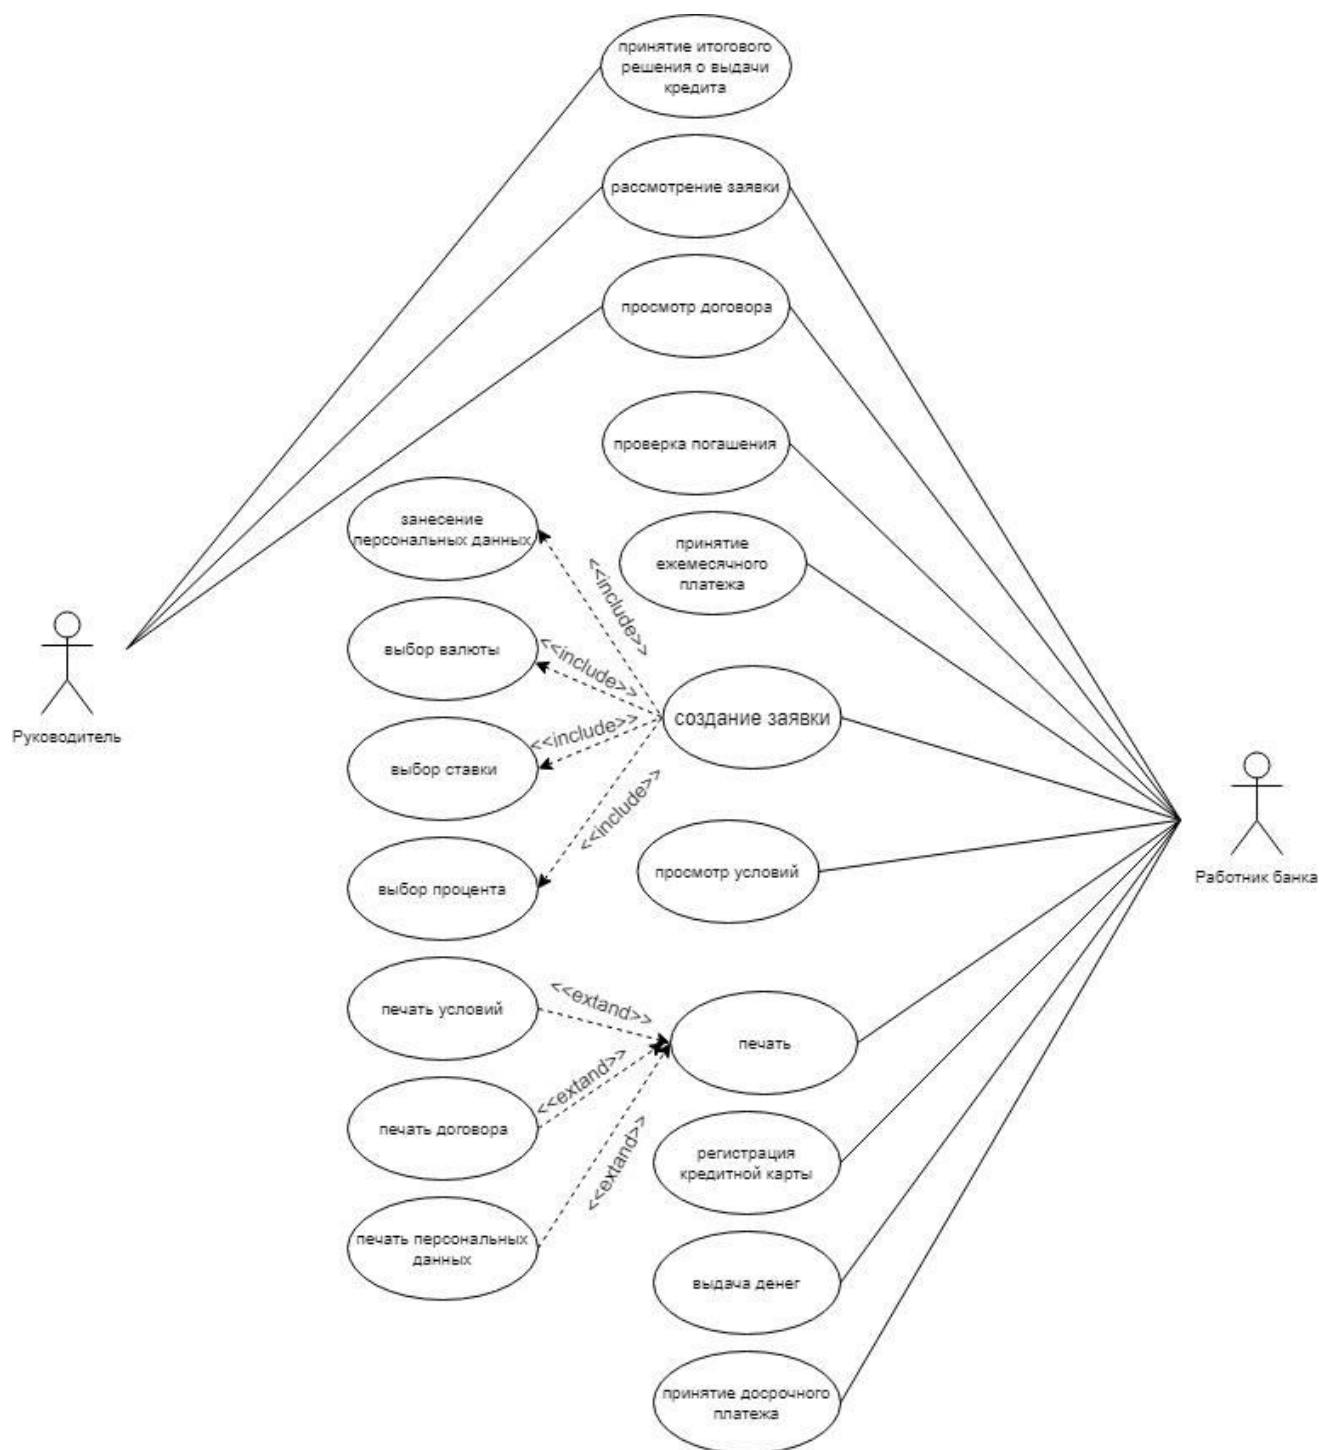 принятие итогового
решения о выдачи
кредита
рассмотрение заявки
просмотр договора
проверка погашения
занесение
персональных данных
принятие
ежемесячного
платежа
<<include>>
выбор валюты
<<include>>
создание заявки
Руководитель
<<include>>
выбор ставки
<<include>>
просмотр условий
Работник банка
выбор процента
печать условий
<<extand>>
печать
<<extand>>
печать договора
<<extand>>
регистрация
кредитной карты
печать персональных
данных
выдача денег
принятие досрочного
платежа